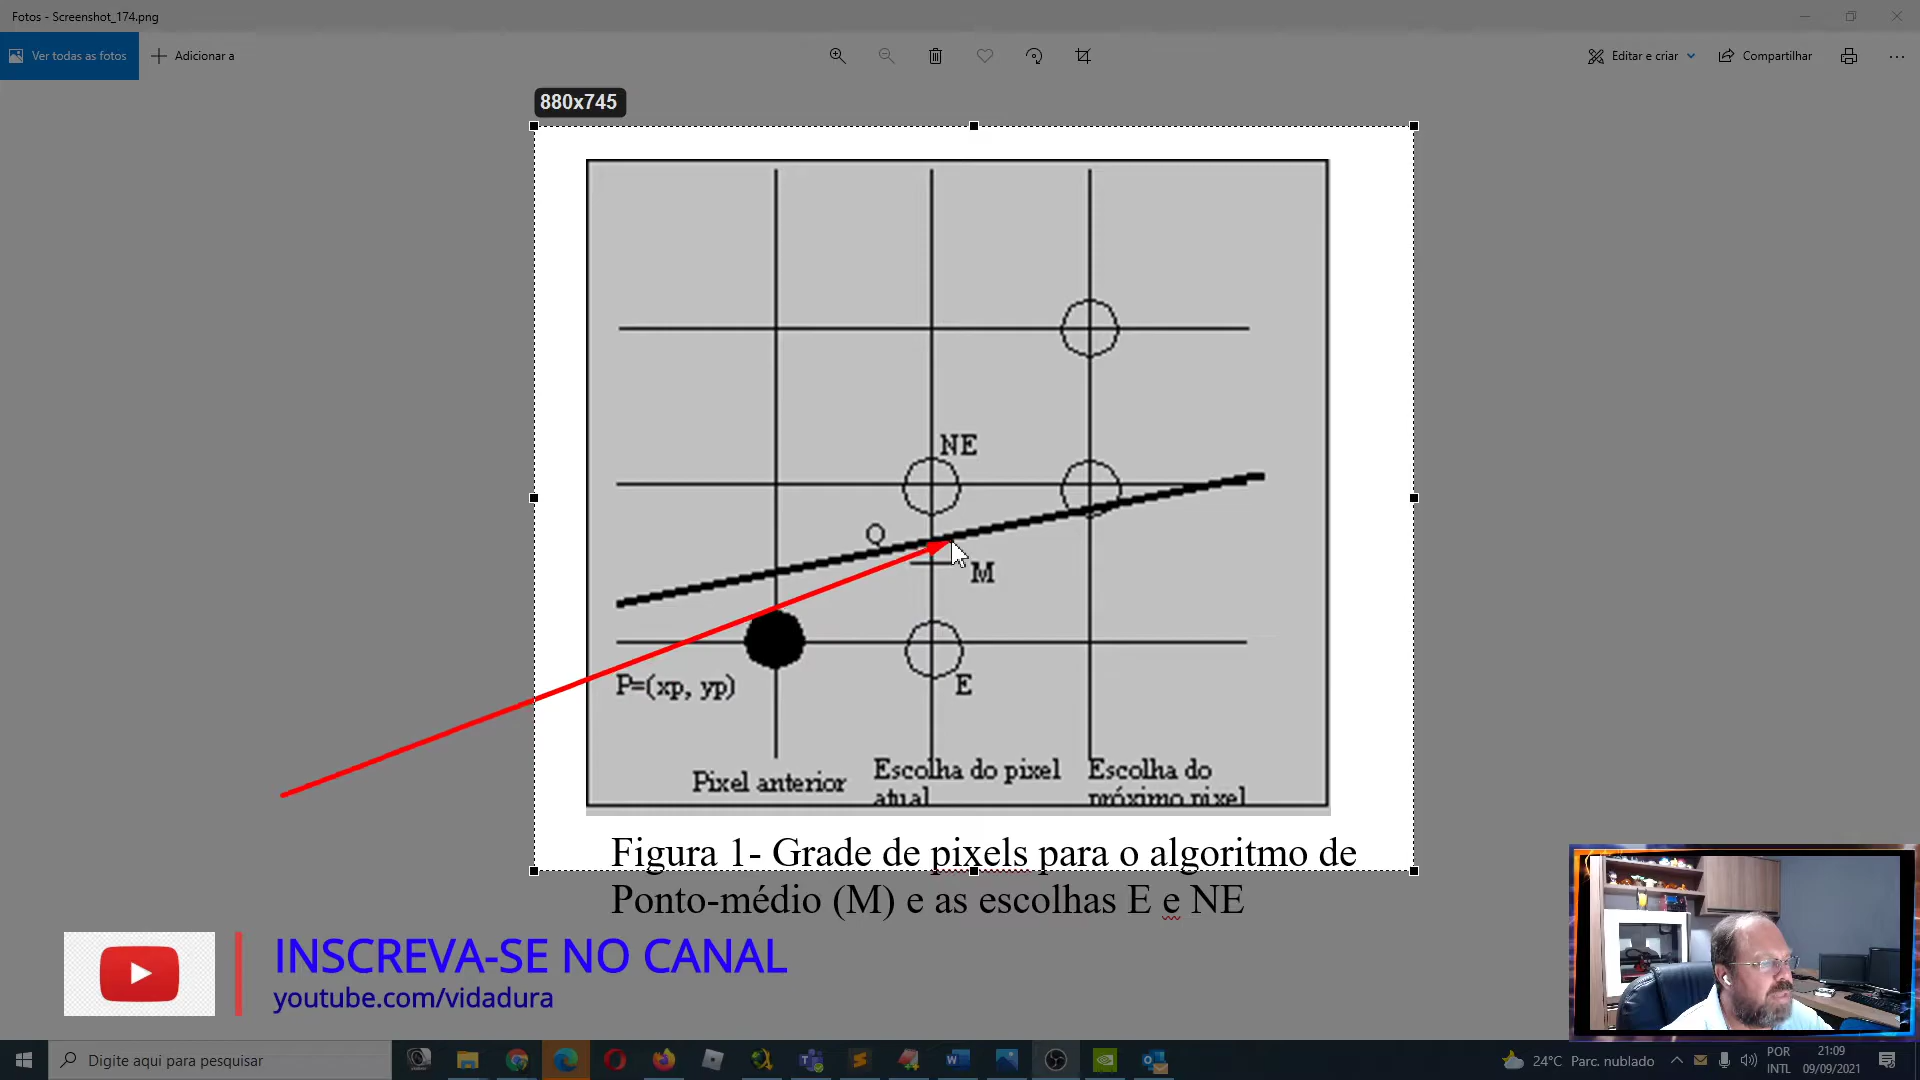 Fotos - Screenshot_174.png
Ver todas as fotos
Adicionar a
Editar e criar
Compartilhar
880x745
NE
Q
M
P=(xp, yp)
E
Pixel anterior
Escolha do pixel
atual
Escolha do
próximo pixel
Figura 1- Grade de pixels para o algoritmo de
Ponto-médio (M) e as escolhas E e NE
INSCREVA-SE NO CANAL
youtube.com/vidadura
Digite aqui para pesquisar
24°C Parc. nublado
POR
INTL
21:09
09/09/2021